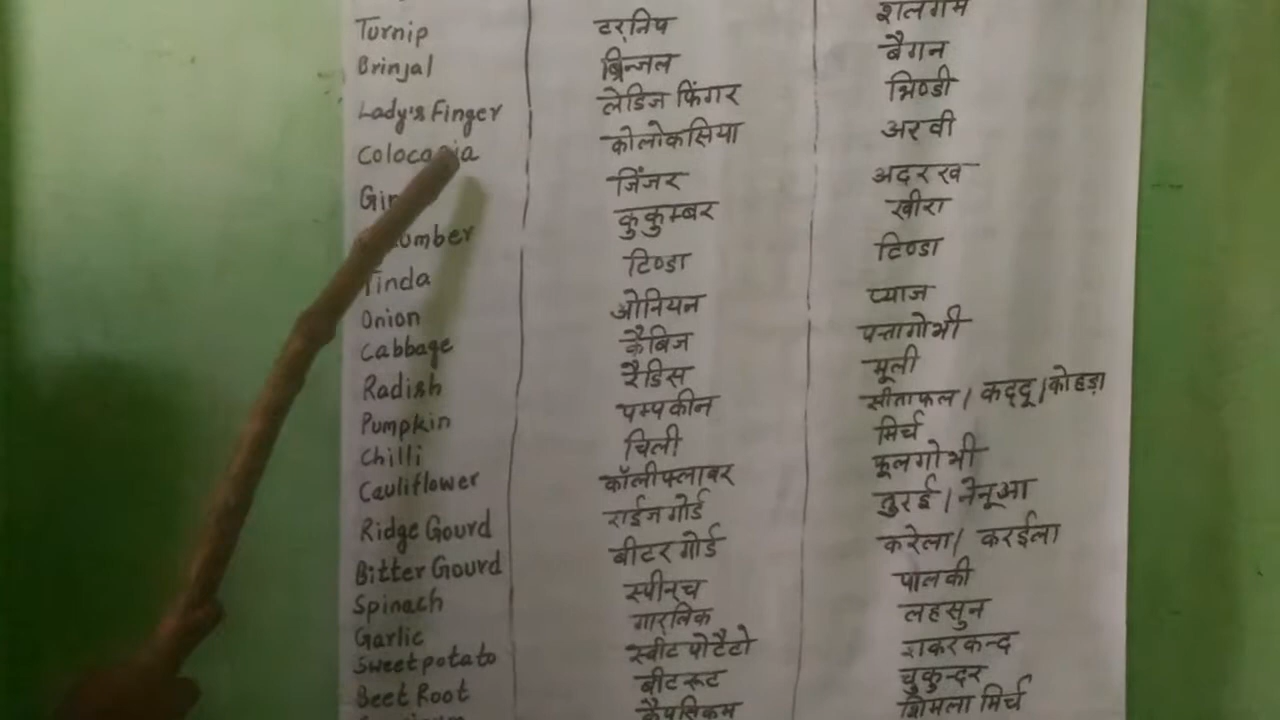 Turnip टरनिप शलगम
Brinjal ब्रिन्जल बैगन
Lady's Finger लेडिज फिंगर भिण्डी
Colocasia कोलोकसिया अरवी
जिंजर अदरख
कुकुम्बर खीरा
Tinda टिण्डा टिण्डा
Onion ओनियन प्याज
Cabbage कैबिज पत्तागोभी
Radish रैडिस मूली
Pumpkin पम्पकीन सीताफल / कद्दू / कोहड़ा
Chilli चिली मिर्च
Cauliflower कॉलीफ्लावर फूलगोभी
Ridge Gourd राईज गोर्ड तुरई / नेनूआ
Bitter Gourd बीटर गोर्ड करेला / करईला
Spinach स्पीनच पालकी
Garlic गारलिक लहसुन
Sweet potato स्वीट पोटैटो शकरकन्द
Beet Root बीट रूट चुकुन्दर
कैपसिकम शिमला मिर्च